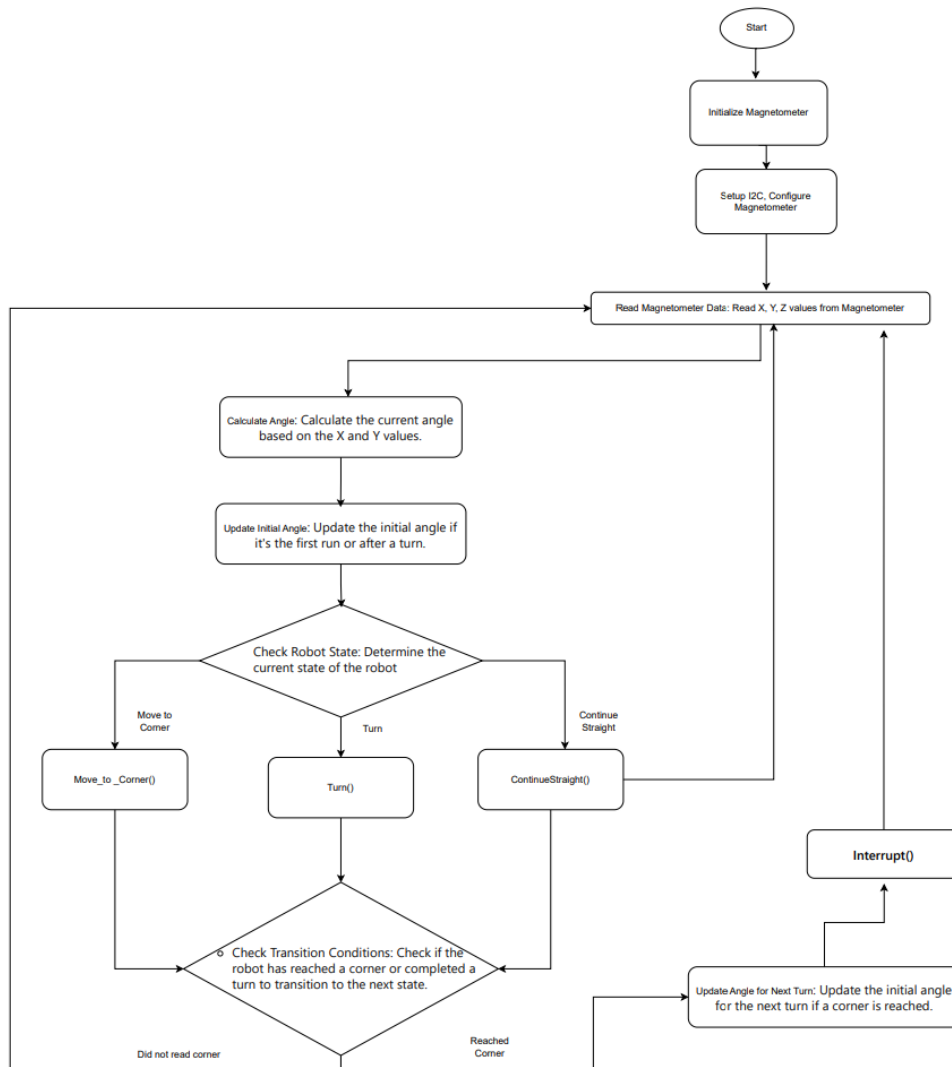 Start
Initialize Magnetometer
Setup I2C, Configure
Magnetometer
Read Magnetometer Data: Read X, Y, Z values from Magnetometer
Calculate Angle: Calculate the current angle
based on the X and Y values.
Update Initial Angle: Update the initial angle if
it's the first run or after a turn.
Check Robot State: Determine the
current state of the robot
Move to
Corner
Turn
Continue
Straight
Move_to _Corner()
Turn()
ContinueStraight()
Interrupt()
Check Transition Conditions: Check if the
robot has reached a corner or completed a
turn to transition to the next state.
Update Angle for Next Turn: Update the initial angle
for the next turn if a corner is reached.
Did not read corner
Reached
Corner